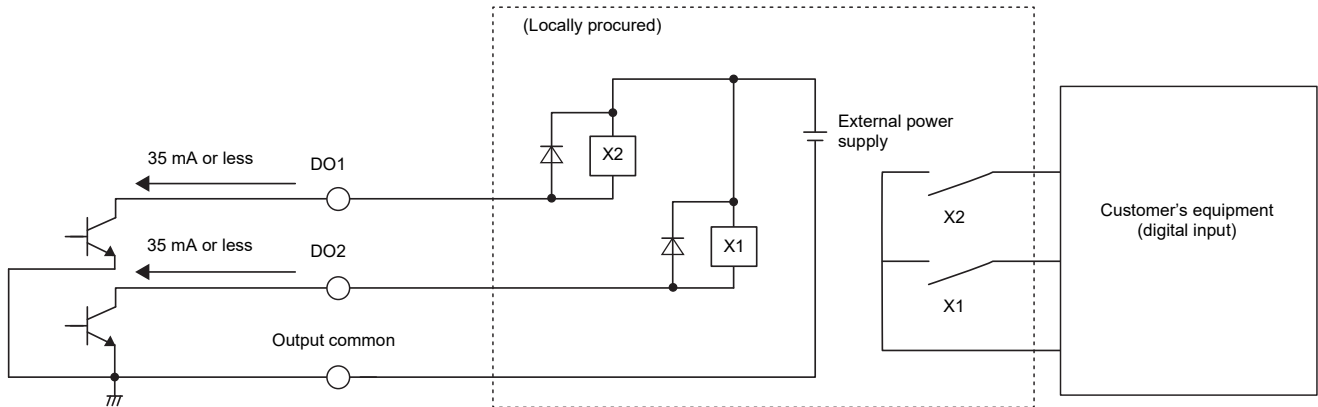 (Locally procured)
External power
supply
X2
35 mA or less
DO1
X2
Customer's equipment
(digital input)
35 mA or less
DO2
X1
X1
Output common